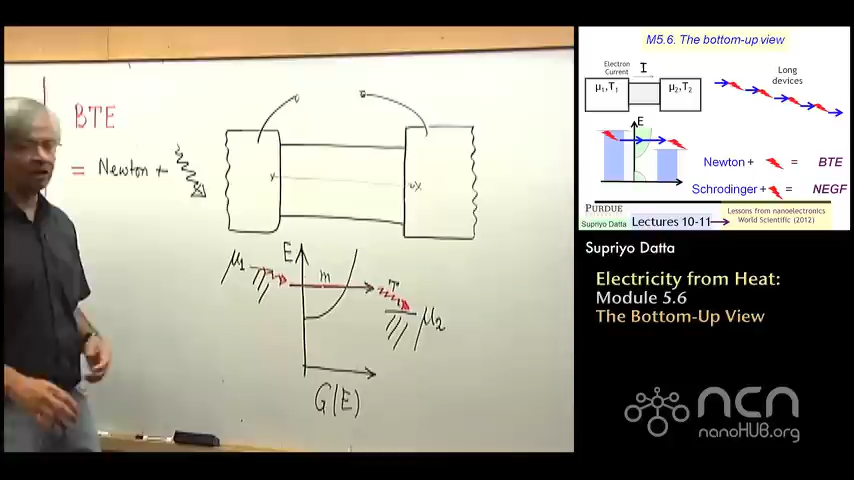 BTE
= Newton +
E
μ1
m
T
μ2
G(E)
M5.6. The bottom-up view
Electron
Current
I
μ1,T1
μ2,T2
Long
devices
E
Newton + = BTE
Schrodinger + = NEGF
PURDUE
Supriyo Datta
Lectures 10-11
Lessons from nanoelectronics
World Scientific (2012)
Supriyo Datta
Electricity from Heat:
Module 5.6
The Bottom-Up View
ncn
nanoHUB.org